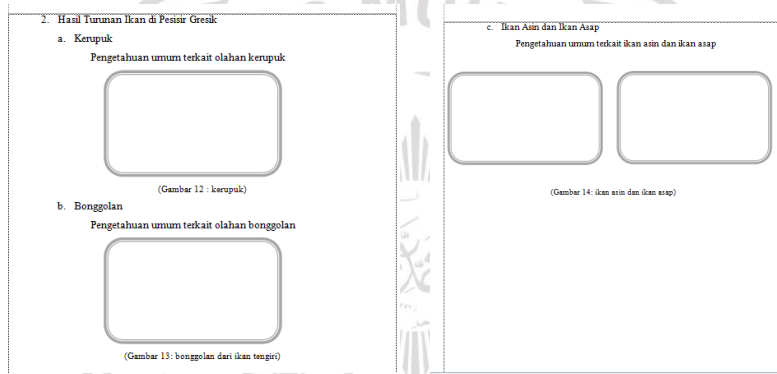 2. Hasil Turunan Ikan di Pesisir Gresik
a. Kerupuk
Pengetahuan umum terkait olahan kerupuk
(Gambar 12 : kerupuk)
b. Bonggolan
Pengetahuan umum terkait olahan bonggolan
(Gambar 13: bonggolan dari ikan tengiri)
c. Ikan Asin dan Ikan Asap
Pengetahuan umum terkait ikan asin dan ikan asap
(Gambar 14: ikan asin dan ikan asap)